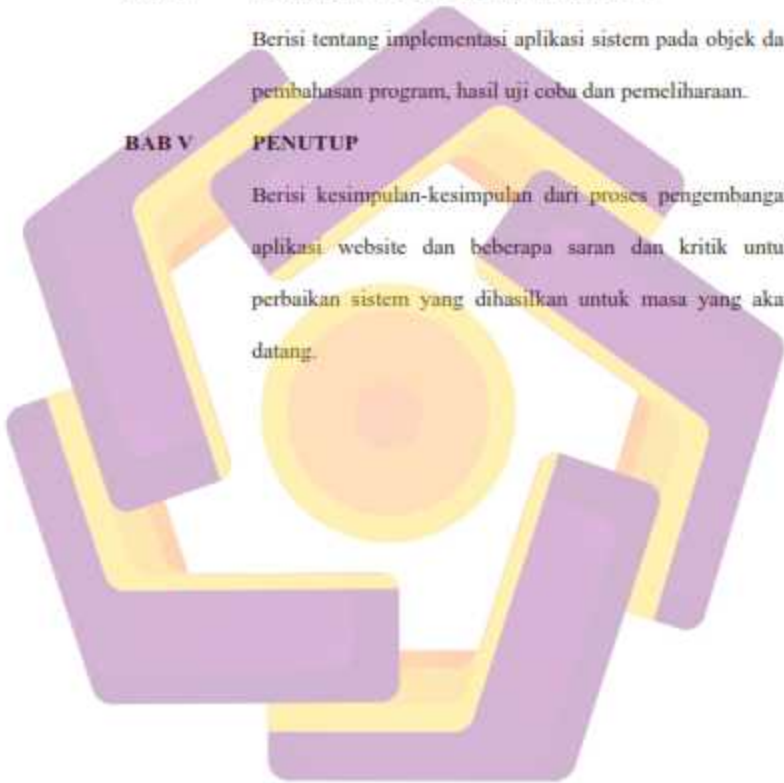 Berisi tentang implementasi aplikasi sistem pada objek da
pembahasan program, hasil uji coba dan pemeliharaan.
BAB V PENUTUP
Berisi kesimpulan-kesimpulan dari proses pengembanga
aplikasi website dan beberapa saran dan kritik untu
perbaikan sistem yang dihasilkan untuk masa yang aka
datang.